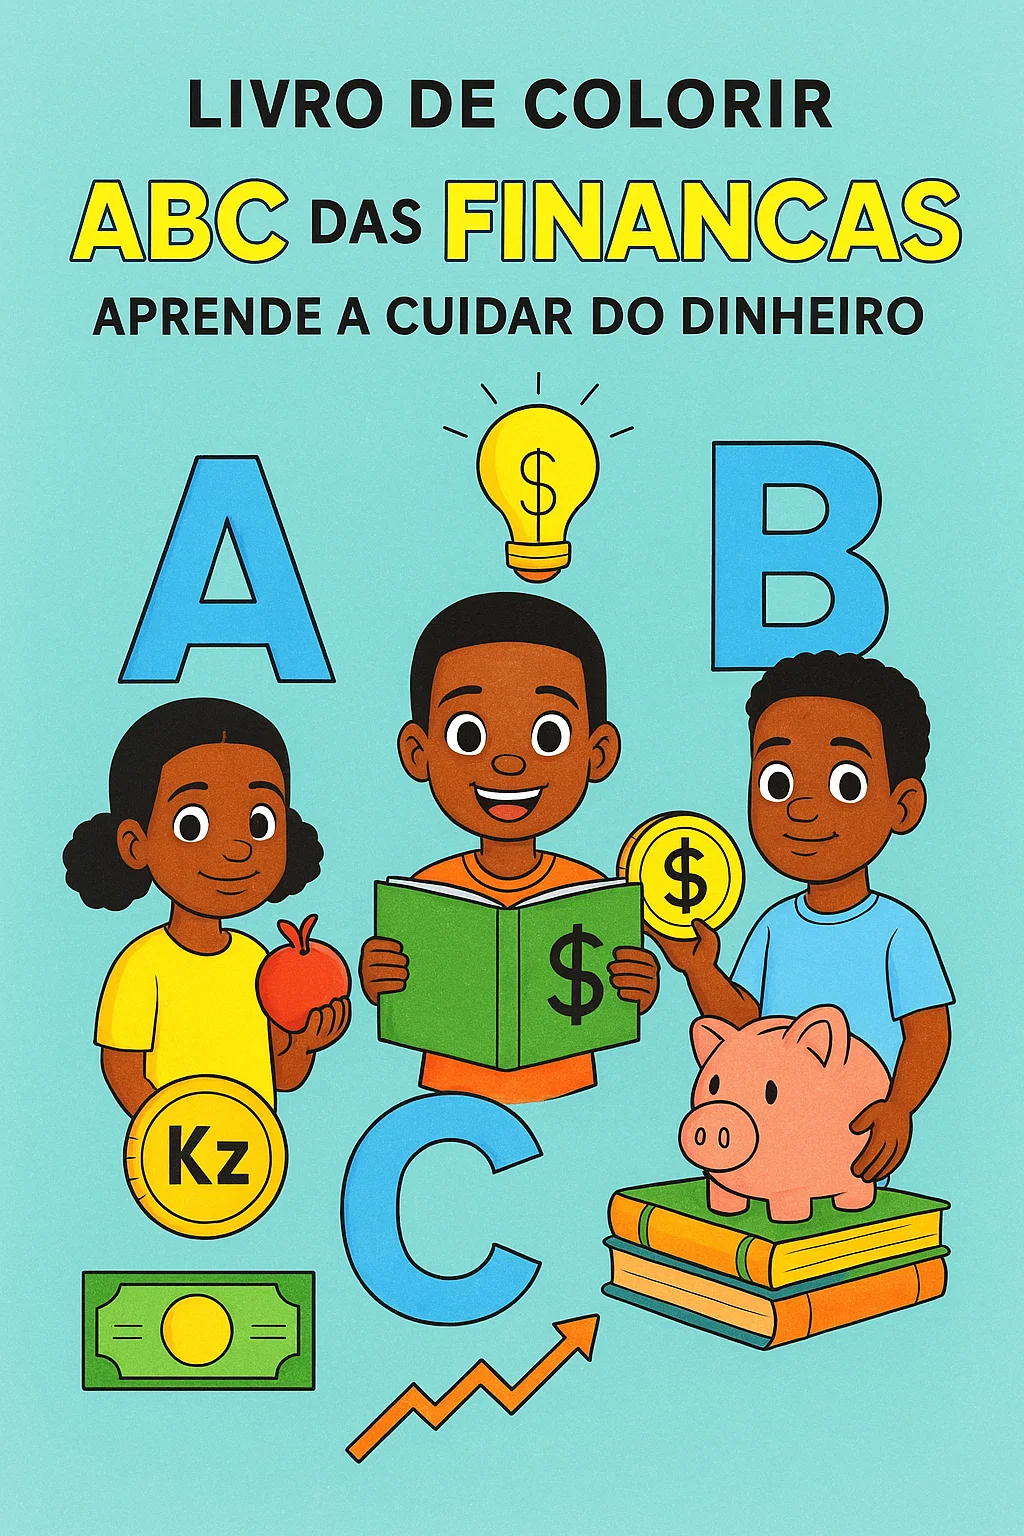 LIVRO DE COLORIR
ABC DAS FINANCAS
APRENDE A CUIDAR DO DINHEIRO
$
A
B
$
$
Kz
C